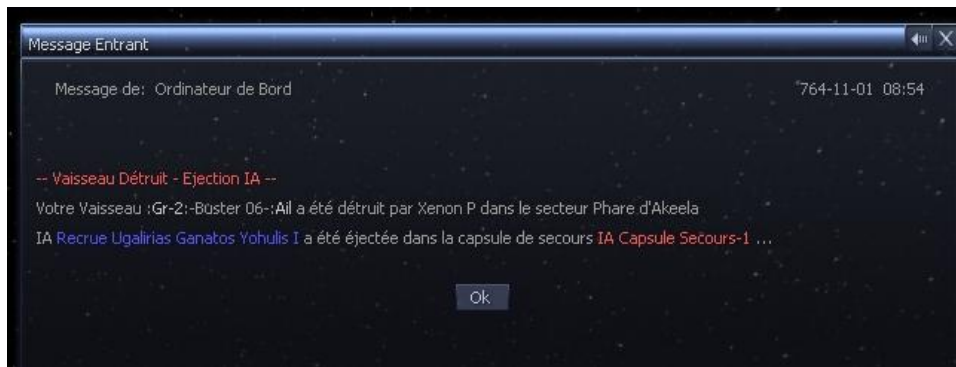 Message Entrant
Message de: Ordinateur de Bord 764-11-01 08:54
-- Vaisseau Détruit - Ejection IA --
Votre Vaisseau :Gr-2:-Buster 06-:Ail a été détruit par Xenon P dans le secteur Phare d'Akeela
IA Recrue Ugalirias Ganatos Yohulis I a été éjectée dans la capsule de secours IA Capsule Secours-1 ...
Ok